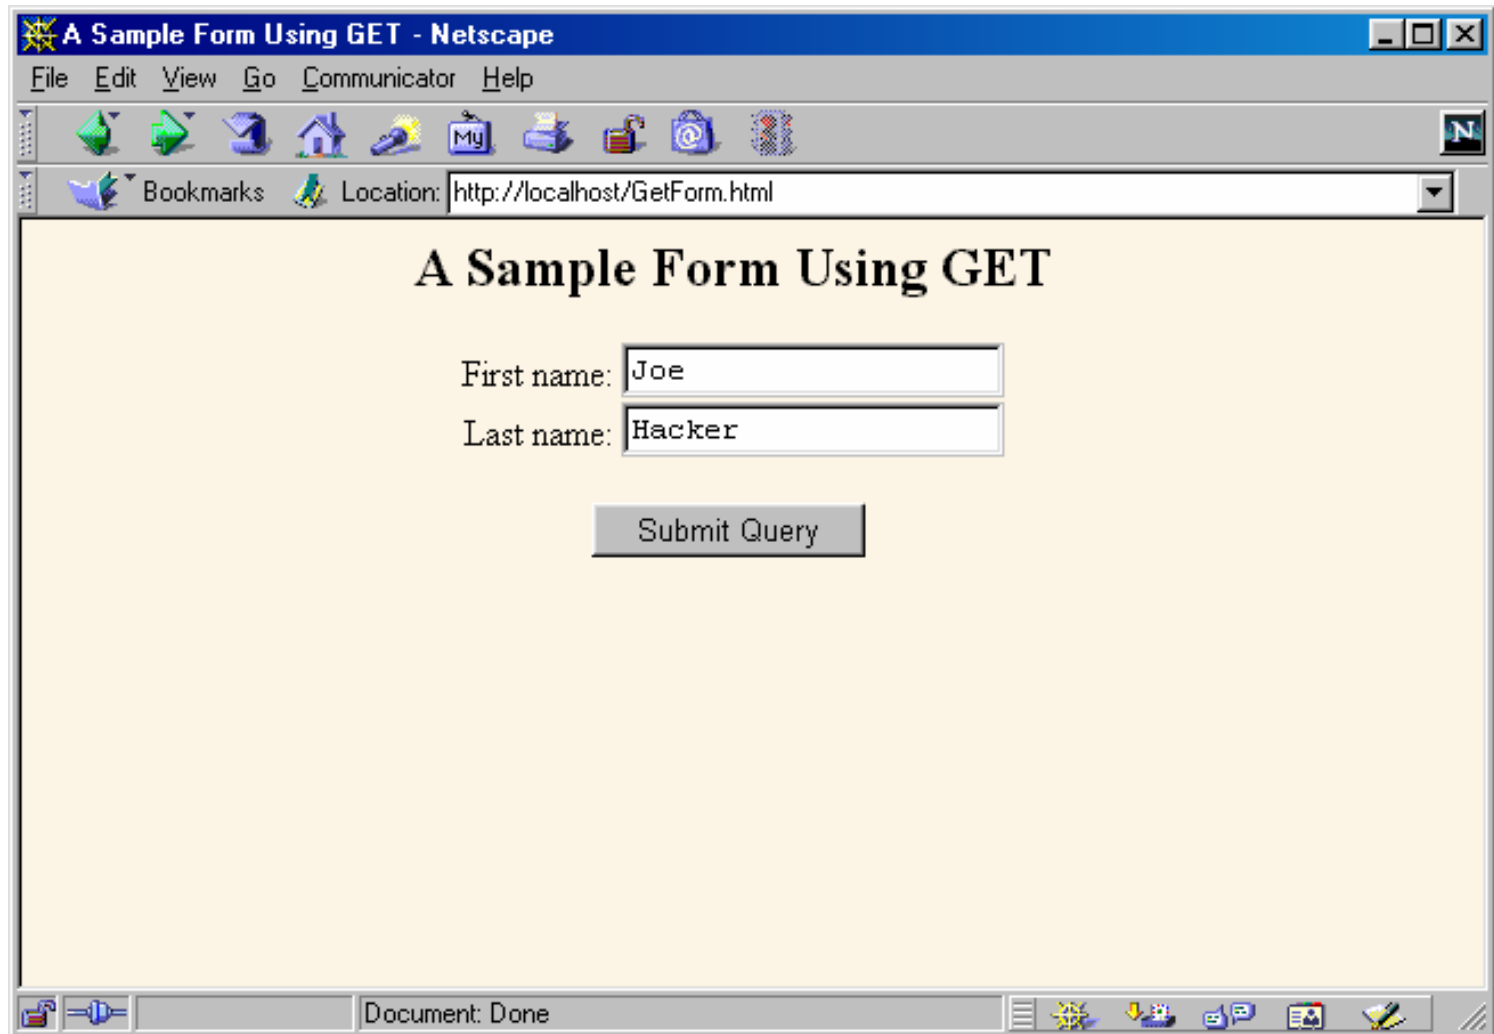 A Sample Form Using GET - Netscape
File Edit View Go Communicator Help
My @ N
Bookmarks Location: http://localhost/GetForm.html
A Sample Form Using GET
First name: Joe
Last name: Hacker
Submit Query
Document: Done